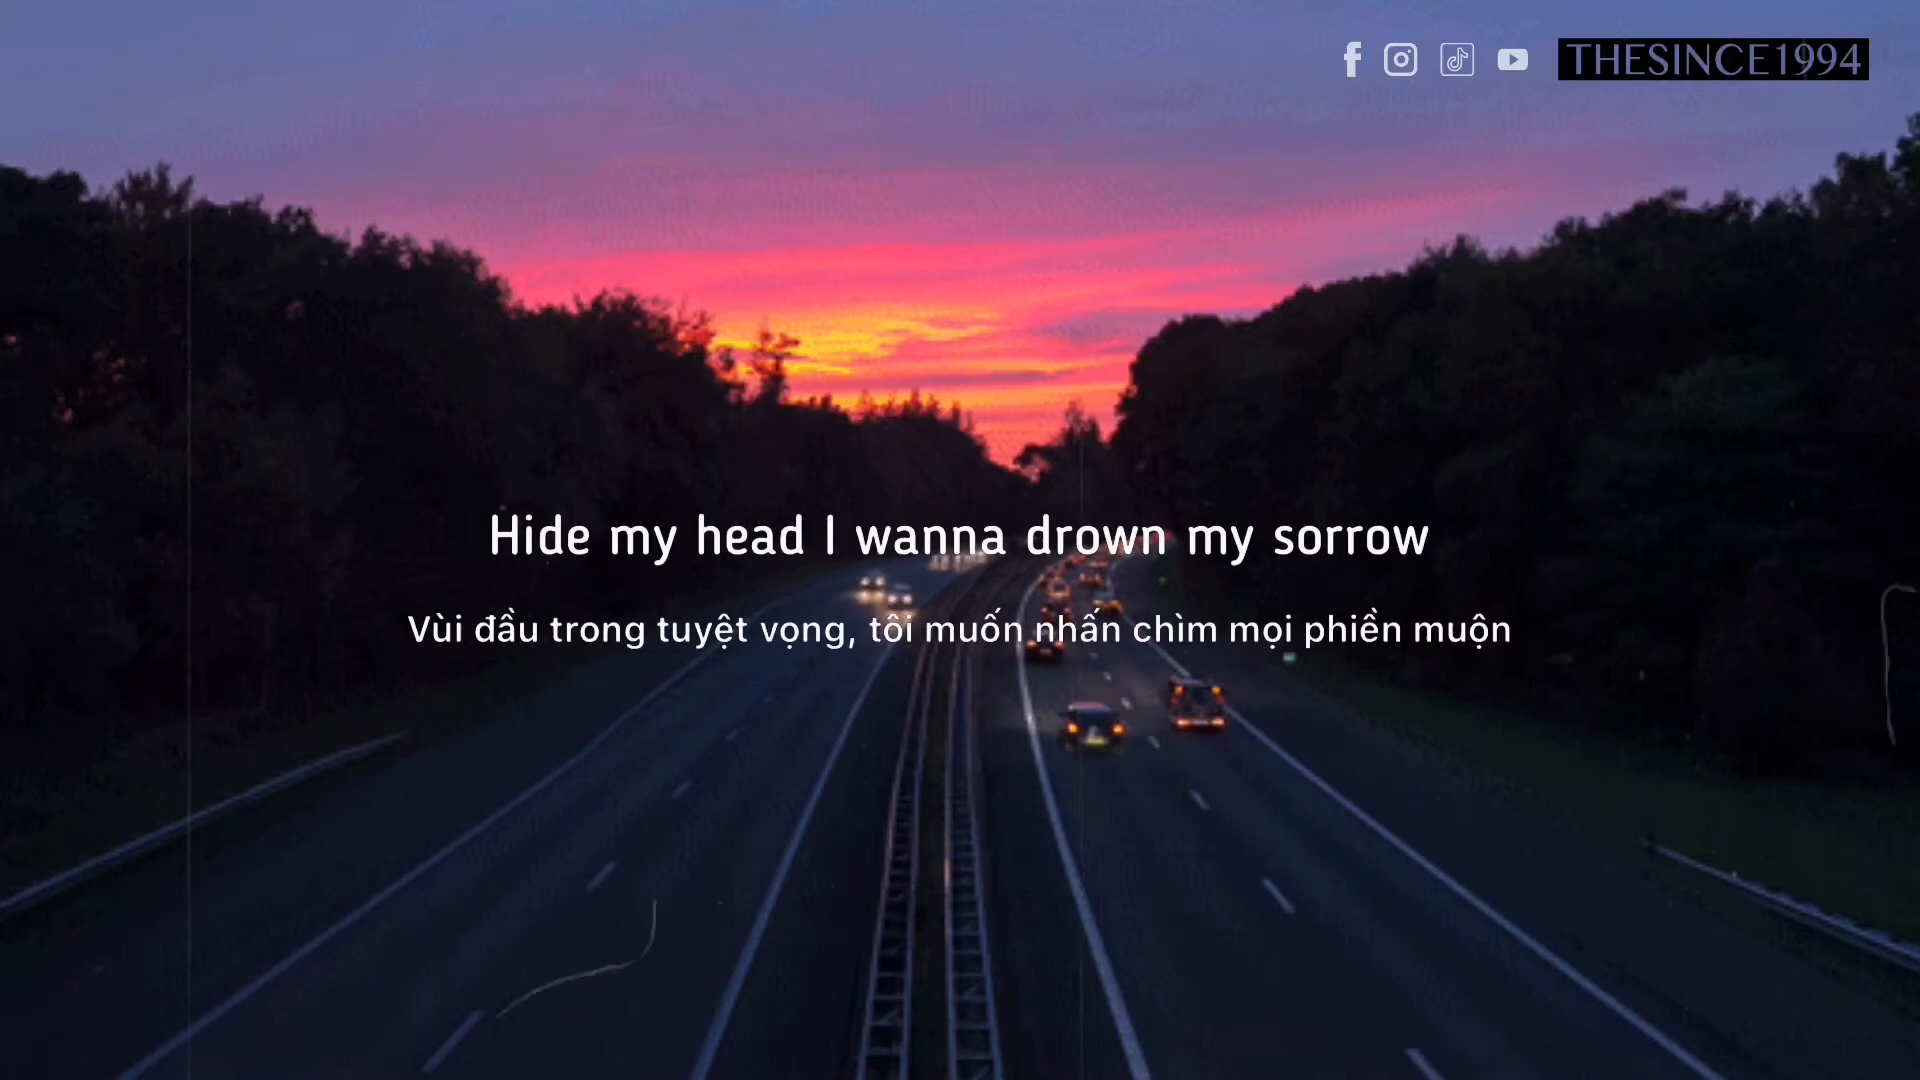 THESINCE1994
Hide my head I wanna drown my sorrow
Vùi đầu trong tuyệt vọng, tôi muốn nhấn chìm mọi phiền muộn